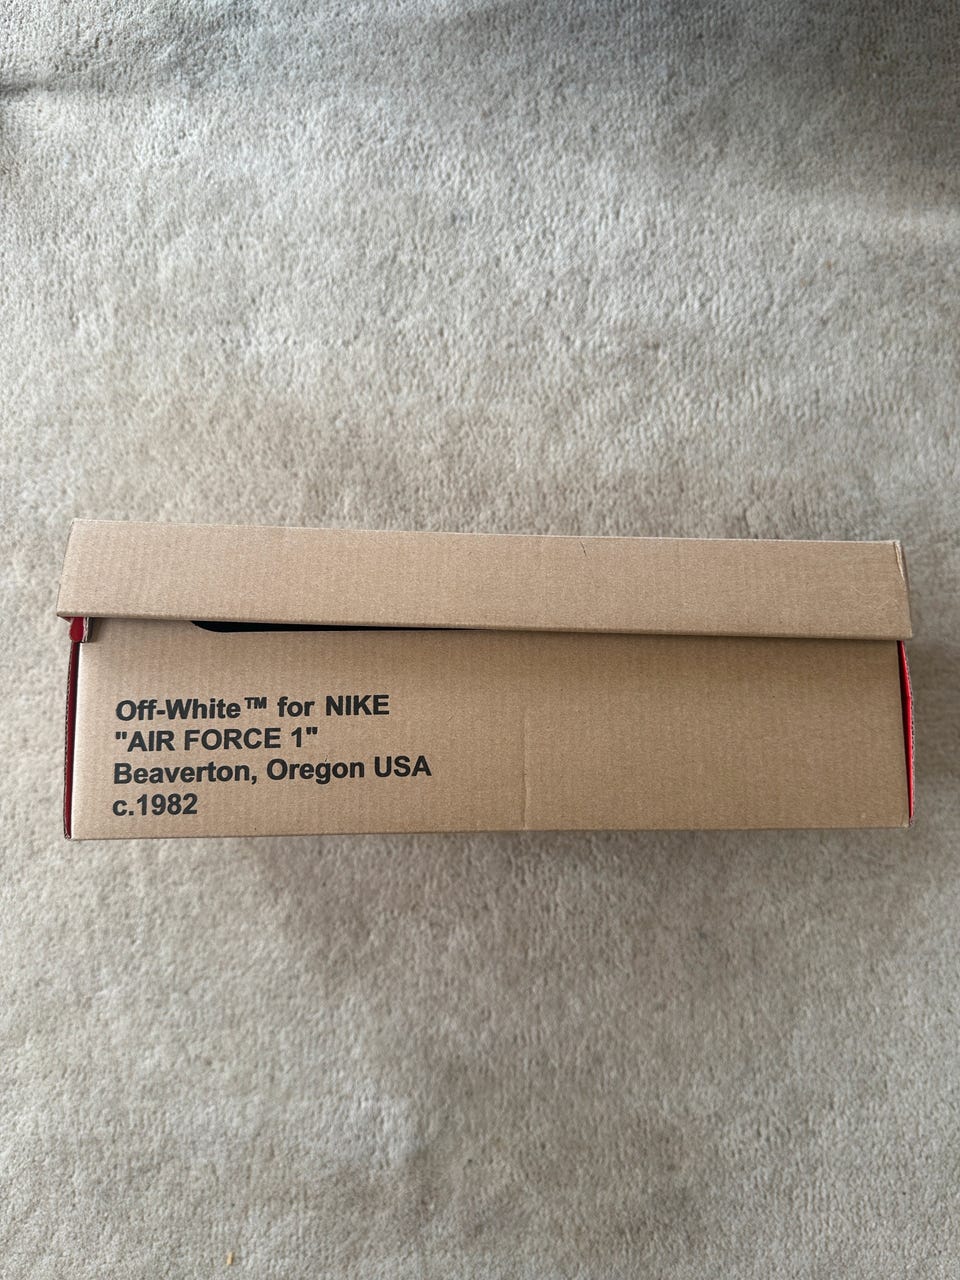 Off-White™ for NIKE
"AIR FORCE 1"
Beaverton, Oregon USA
c.1982